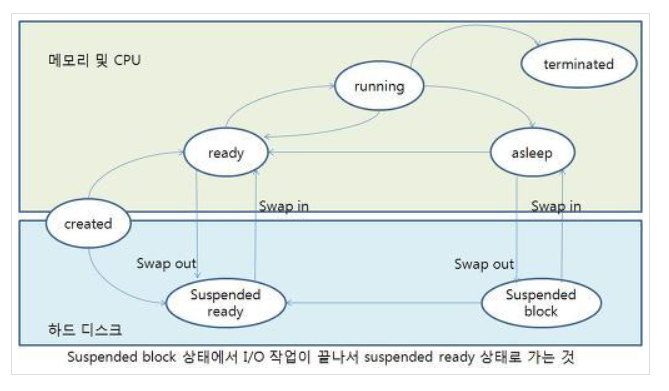 메모리 및 CPU
terminated
running
ready
asleep
Swap in
Swap in
created
Swap out
Swap out
Suspended
ready
Suspended
block
하드 디스크
Suspended block 상태에서 I/O 작업이 끝나서 suspended ready 상태로 가는 것